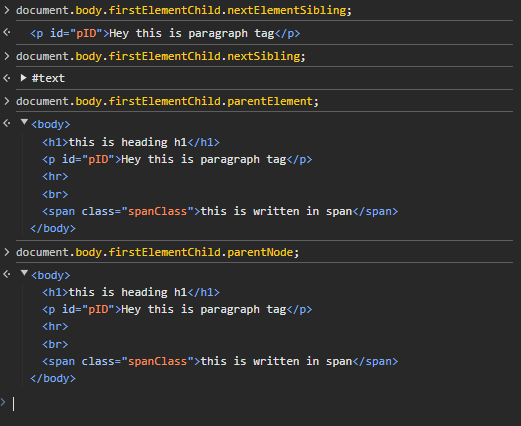 document.body.firstElementChild.nextElementSibling;
<p id="pID">Hey this is paragraph tag</p>
document.body.firstElementChild.nextSibling;
#text
document.body.firstElementChild.parentElement;
<body>
<h1>this is heading h1</h1>
<p id="pID">Hey this is paragraph tag</p>
<hr>
<br>
<span class="spanClass">this is written in span</span>
</body>
document.body.firstElementChild.parentNode;
<body>
<h1>this is heading h1</h1>
<p id="pID">Hey this is paragraph tag</p>
<hr>
<br>
<span class="spanClass">this is written in span</span>
</body>